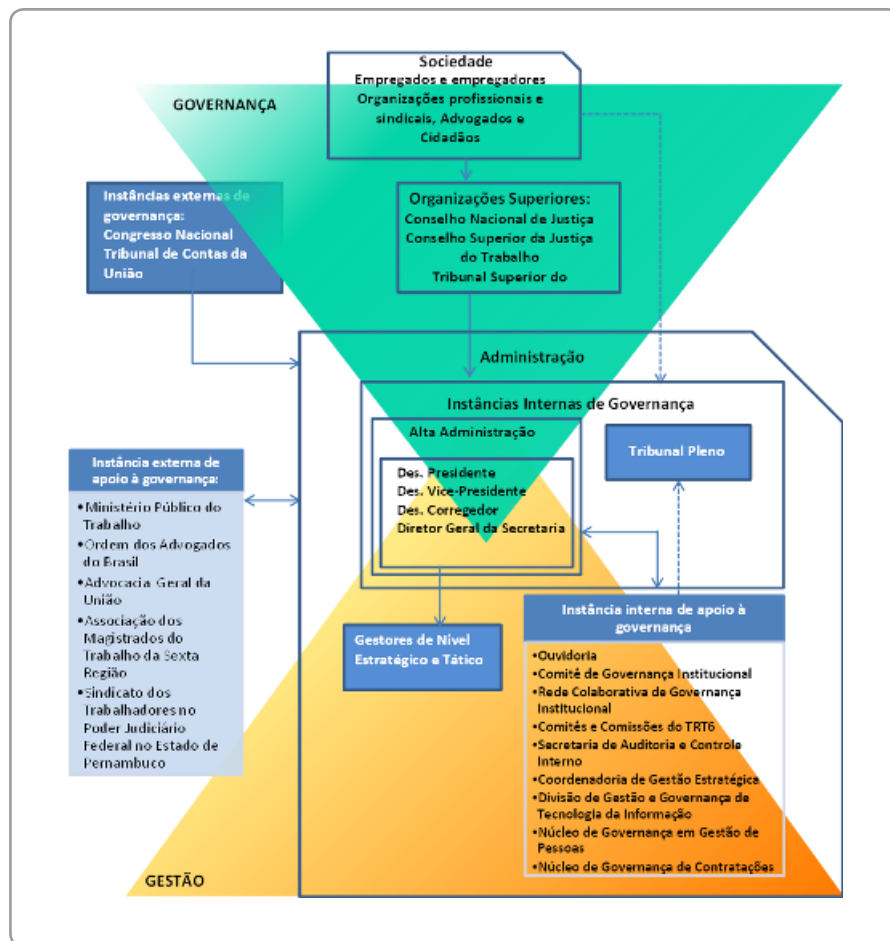 Sociedade
Empregados e empregadores
Organizações profissionais e
sindicais, Advogados e
Cidadãos
GOVERNANÇA
Instâncias externas de
governança:
Congresso Nacional
Tribunal de Contas da
União
Organizações Superiores:
Conselho Nacional de Justiça
Conselho Superior da Justiça
do Trabalho
Tribunal Superior do
Administração
Instâncias Internas de Governança
Alta Administração
Des. Presidente
Des. Vice-Presidente
Des. Corregedor
Diretor Geral da Secretaria
Tribunal Pleno
Instância externa de
apoio à governança:
•Ministério Público do
Trabalho
•Ordem dos Advogados
do Brasil
•Advocacia Geral da
União
•Associação dos
Magistrados do
Trabalho da Sexta
Região
•Sindicato dos
Trabalhadores no
Poder Judiciário
Federal no Estado de
Pernambuco
Gestores de Nível
Estratégico e Tático
Instância interna de apoio à
governança
•Ouvidoria
•Comitê de Governança Institucional
•Rede Colaborativa de Governança
Institucional
•Comitês e Comissões do TRT6
•Secretaria de Auditoria e Controle
Interno
•Coordenadoria de Gestão Estratégica
•Divisão de Gestão e Governança de
Tecnologia da Informação
•Núcleo de Governança em Gestão de
Pessoas
•Núcleo de Governança de Contratações
GESTÃO